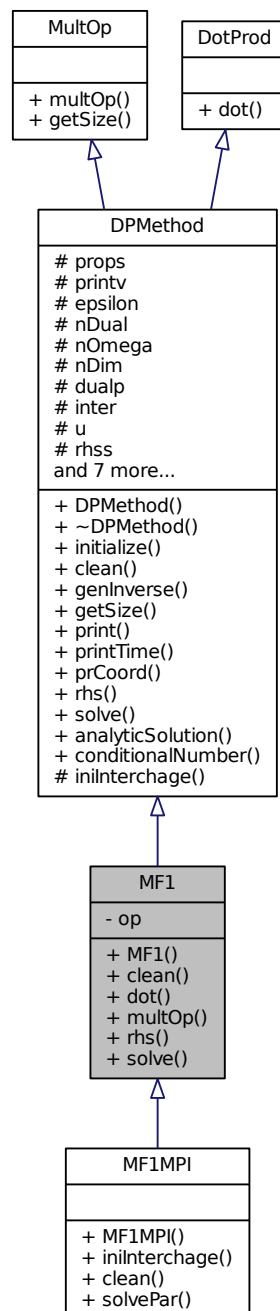 MultOp
+ multOp()
+ getSize()
DotProd
+ dot()
DPMethod
# props
# printv
# epsilon
# nDual
# nOmega
# nDim
# dualp
# inter
# u
# rhss
and 7 more...
+ DPMethod()
+ ~DPMethod()
+ initialize()
+ clean()
+ genInverse()
+ getSize()
+ print()
+ printTime()
+ prCoord()
+ rhs()
+ solve()
+ analyticSolution()
+ conditionalNumber()
# iniInterchage()
MF1
- op
+ MF1()
+ clean()
+ dot()
+ multOp()
+ rhs()
+ solve()
MF1MPI
+ MF1MPI()
+ iniInterchage()
+ clean()
+ solvePar()